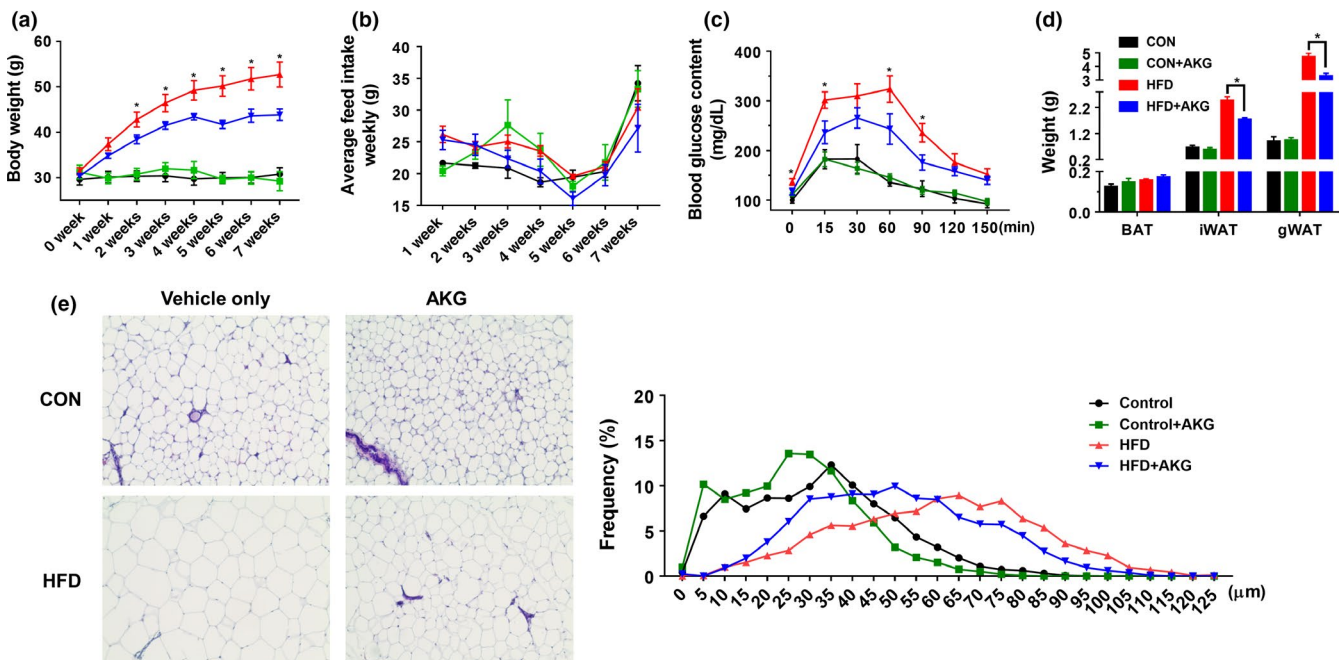 (a)
Body weight (g)
60
50
40
30
* * * * * *
0 week
1 week
2 weeks
3 weeks
4 weeks
5 weeks
6 weeks
7 weeks
(b)
Average feed intake
weekly (g)
40
35
30
25
20
15
1 week
2 weeks
3 weeks
4 weeks
5 weeks
6 weeks
7 weeks
(c)
Blood glucose content
(mg/dL)
400
300
200
100
* * * *
0 15 30 60 90 120 150 (min)
(d)
CON
CON+AKG
HFD
HFD+AKG
Weight (g)
5
4
3
2.2
1.2
0.2
0.2
0.0
* *
BAT iWAT gWAT
(e)
Vehicle only AKG
CON
HFD
Frequency (%)
20
15
10
5
0
Control
Control+AKG
HFD
HFD+AKG
0 5 10 15 20 25 30 35 40 45 50 55 60 65 70 75 80 85 90 95 100 105 110 115 120 125 (μm)